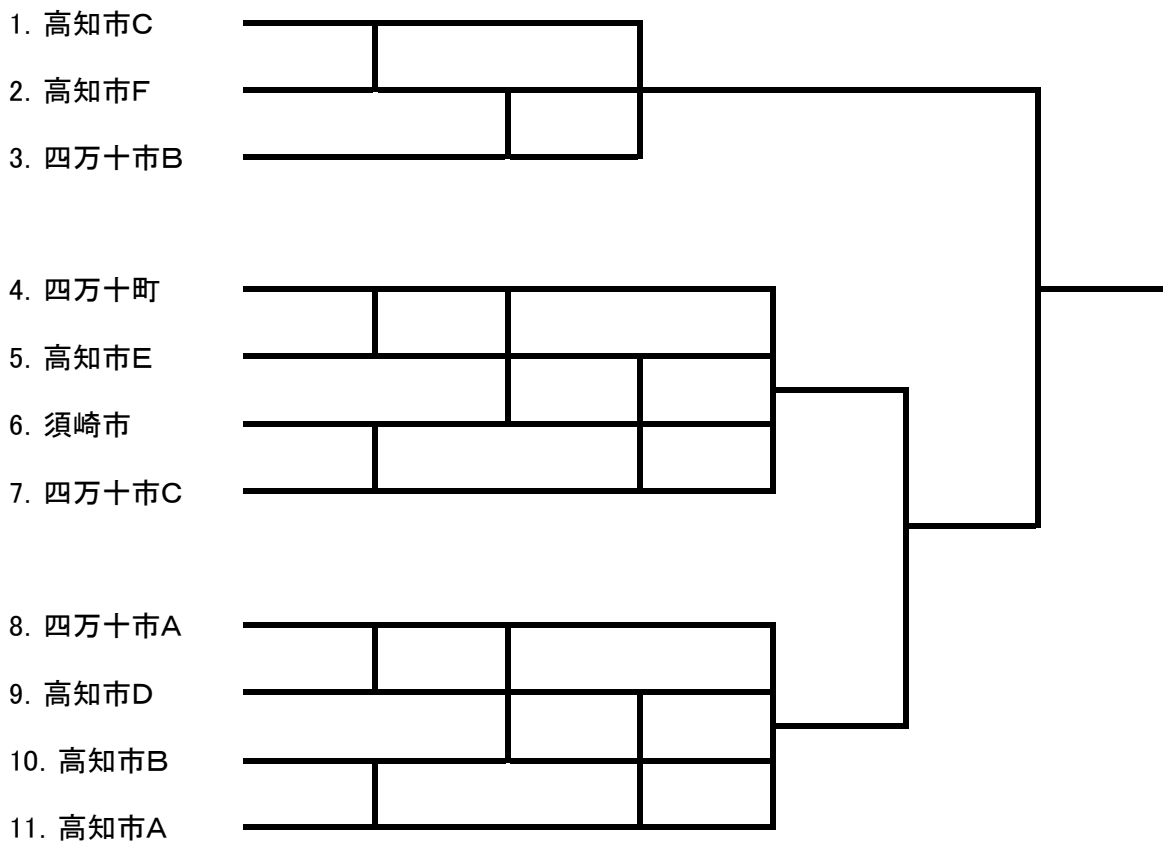 1. 高知市C
2. 高知市F
3. 四万十市B
4. 四万十町
5. 高知市E
6. 須崎市
7. 四万十市C
8. 四万十市A
9. 高知市D
10. 高知市B
11. 高知市A